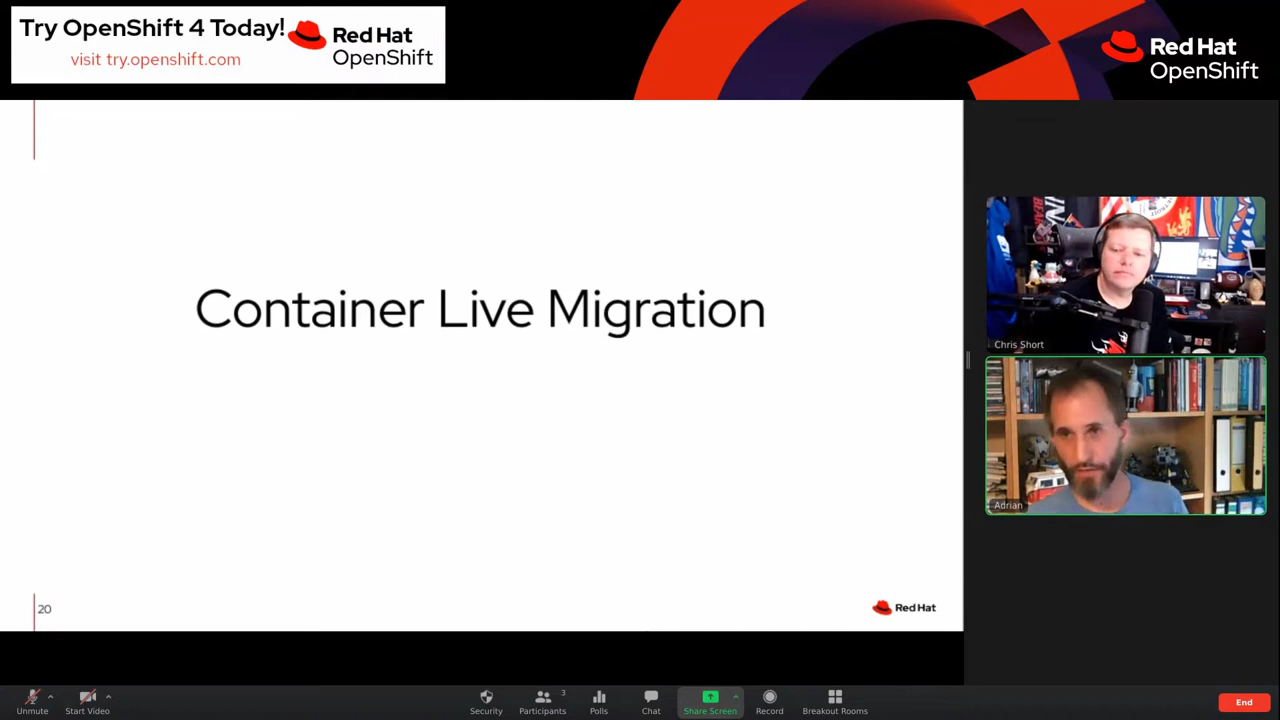 Try OpenShift 4 Today!
visit try.openshift.com
Red Hat
OpenShift
Red Hat
OpenShift
Container Live Migration
20
Red Hat
Chris Short
Adrian
Unmute
Start Video
Security
Participants
3
Polls
Chat
Share Screen
Record
Breakout Rooms
End